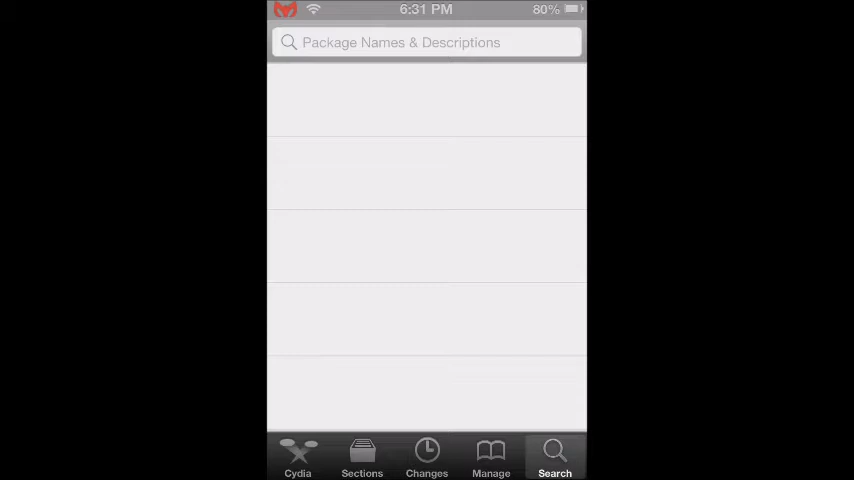 6:31 PM 80%
Package Names & Descriptions
Cydia Sections Changes Manage Search